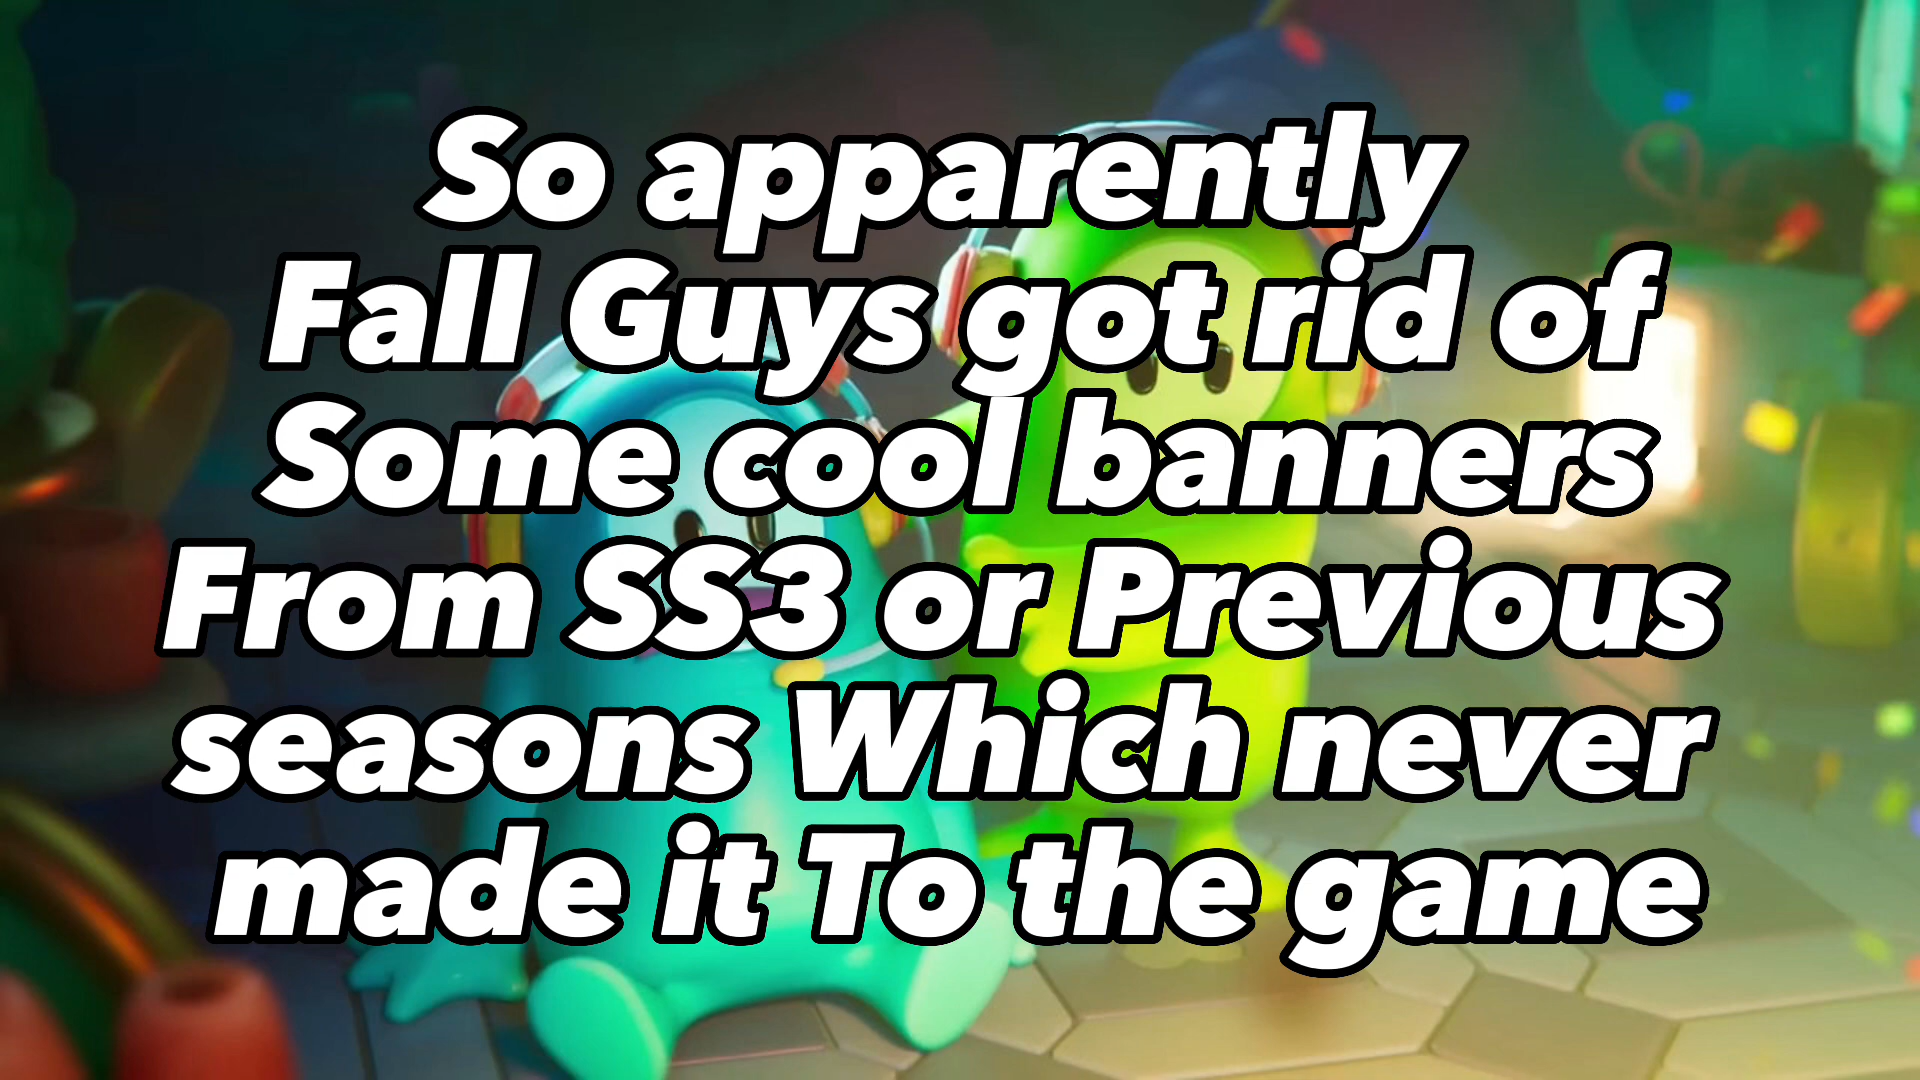 So apparently
Fall Guys got rid of
Some cool banners
From SS3 or Previous
seasons Which never
made it To the game